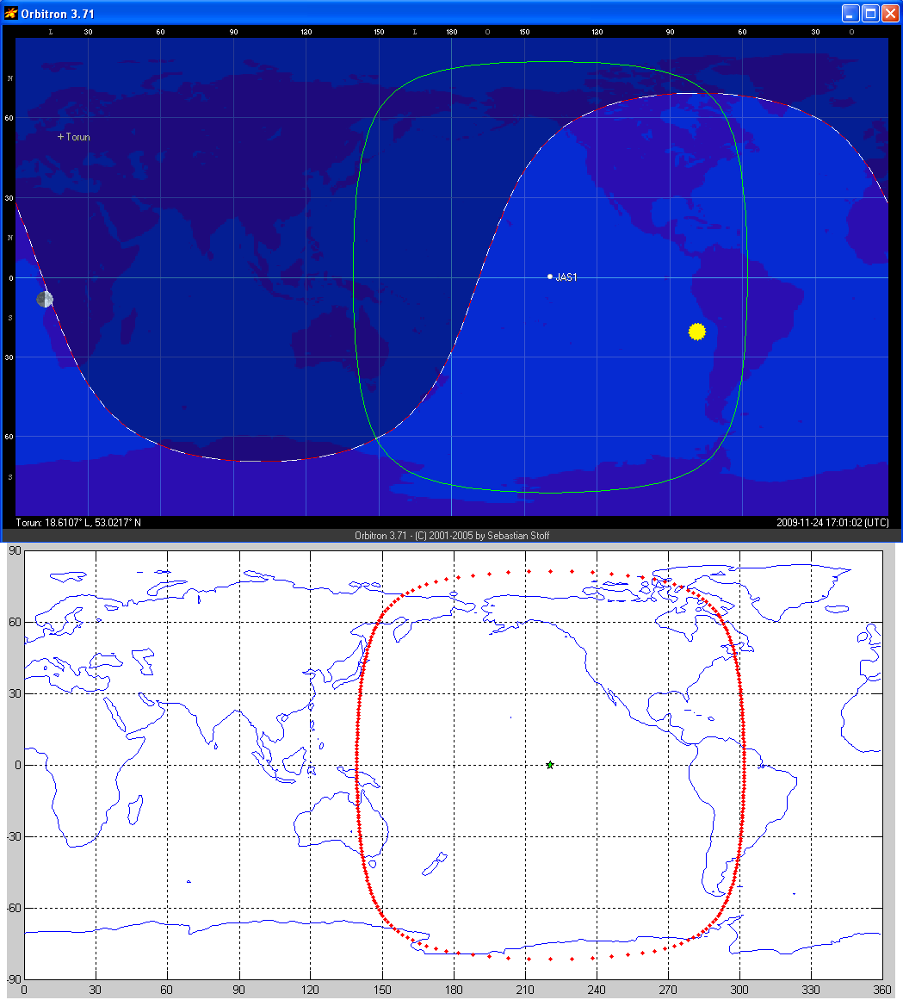 Orbitron 3.71
L 30 60 90 120 150 L 180 O 150 120 90 60 30 O
N
60
Torun
30
N
0
JAS1
S
30
60
S
Torun: 18.6107° L, 53.0217° N 2009-11-24 17:01:02 (UTC)
Orbitron 3.71 - (C) 2001-2005 by Sebastian Stoff
90
60
30
0
-30
-60
-90
0 30 60 90 120 150 180 210 240 270 300 330 360